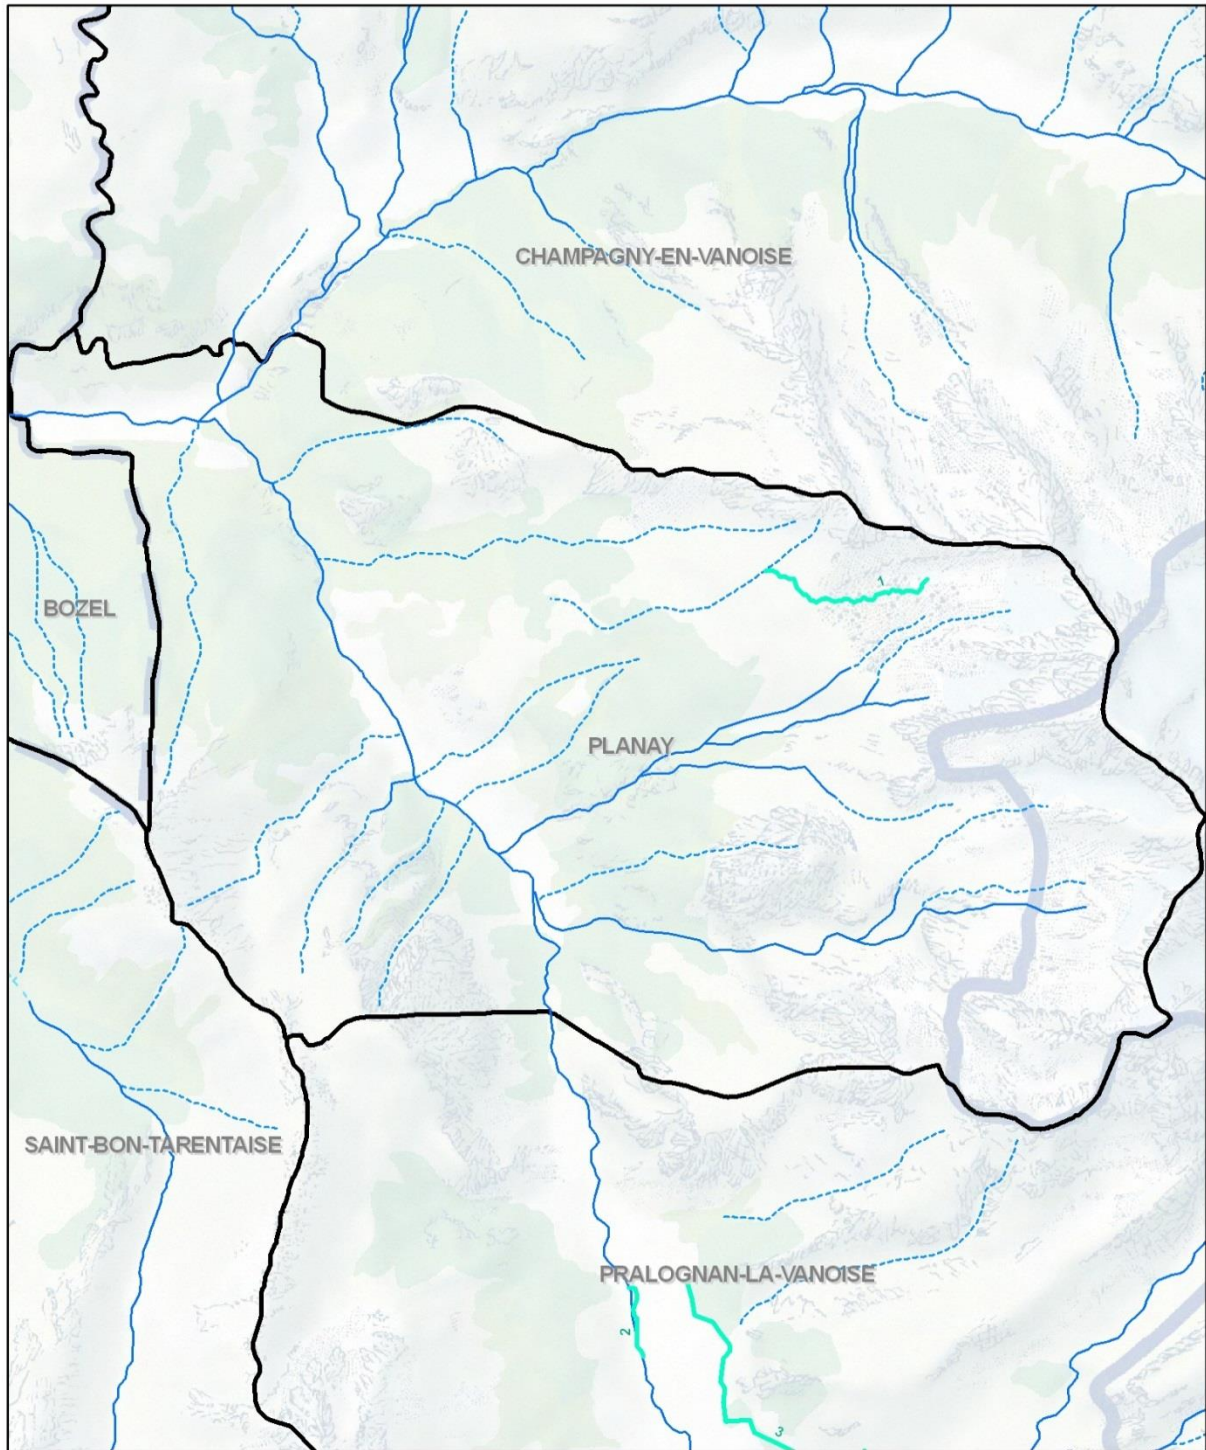 CHAMPAGNY-EN-VANOISE
1
BOZEL
PLANAY
SAINT-BON-TARENTAISE
PRALOGNAN-LA-VANOISE
2
3